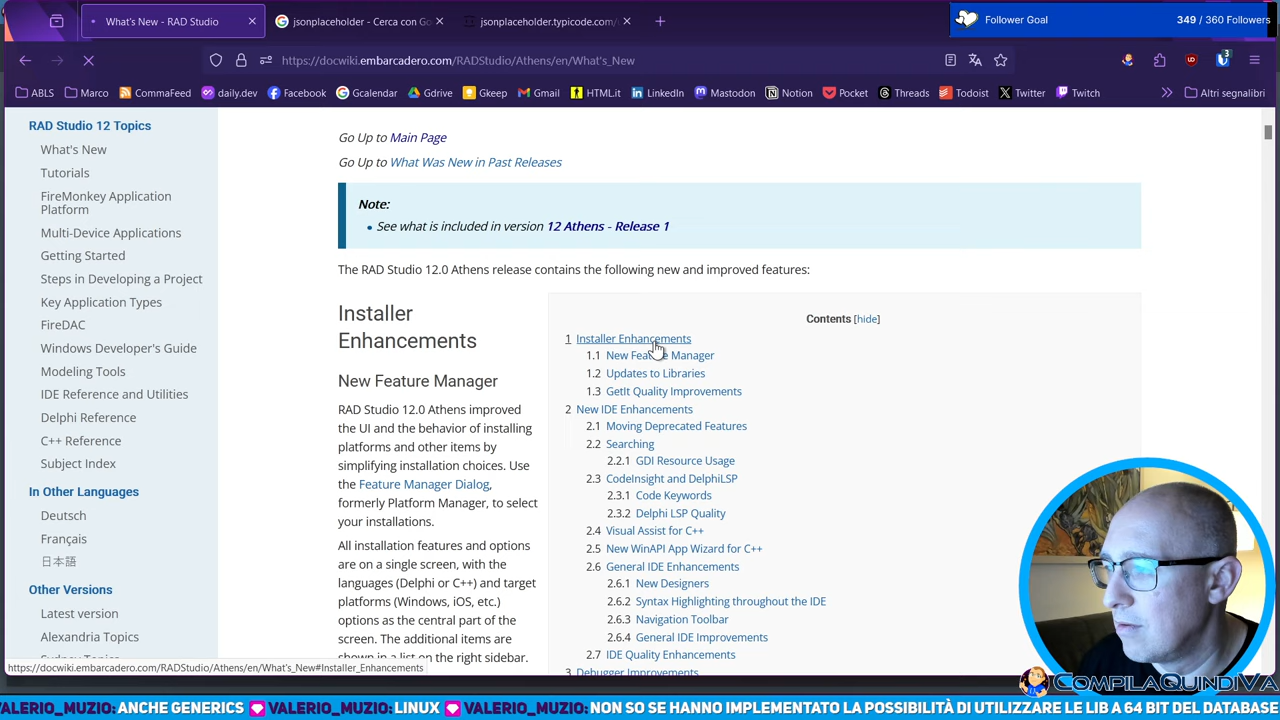 What's New - RAD Studio
jsonplaceholder - Cerca con Go
jsonplaceholder.typicode.com/
Follower Goal
349 / 360 Followers
https://docwiki.embarcadero.com/RADStudio/Athens/en/What's_New
3
ABLS
Marco
CommaFeed
daily.dev
Facebook
Gcalendar
Gdrive
Gkeep
Gmail
HTML.it
LinkedIn
Mastodon
Notion
Pocket
Threads
Todoist
Twitter
Twitch
Altri segnalibri
RAD Studio 12 Topics
What's New
Tutorials
FireMonkey Application
Platform
Multi-Device Applications
Getting Started
Steps in Developing a Project
Key Application Types
FireDAC
Windows Developer's Guide
Modeling Tools
IDE Reference and Utilities
Delphi Reference
C++ Reference
Subject Index
In Other Languages
Deutsch
Français
日本語
Other Versions
Latest version
Alexandria Topics
Go Up to Main Page
Go Up to What Was New in Past Releases
Note:
See what is included in version 12 Athens - Release 1
The RAD Studio 12.0 Athens release contains the following new and improved features:
Installer
Enhancements
New Feature Manager
RAD Studio 12.0 Athens improved
the UI and the behavior of installing
platforms and other items by
simplifying installation choices. Use
the Feature Manager Dialog,
formerly Platform Manager, to select
your installations.
All installation features and options
are on a single screen, with the
languages (Delphi or C++) and target
platforms (Windows, iOS, etc.)
options as the central part of the
screen. The additional items are
shown in a list on the right sidebar.
Contents [hide]
1 Installer Enhancements
1.1 New Feature Manager
1.2 Updates to Libraries
1.3 GetIt Quality Improvements
2 New IDE Enhancements
2.1 Moving Deprecated Features
2.2 Searching
2.2.1 GDI Resource Usage
2.3 CodeInsight and DelphiLSP
2.3.1 Code Keywords
2.3.2 Delphi LSP Quality
2.4 Visual Assist for C++
2.5 New WinAPI App Wizard for C++
2.6 General IDE Enhancements
2.6.1 New Designers
2.6.2 Syntax Highlighting throughout the IDE
2.6.3 Navigation Toolbar
2.6.4 General IDE Improvements
2.7 IDE Quality Enhancements
3 Debugger Improvements
https://docwiki.embarcadero.com/RADStudio/Athens/en/What's_New#Installer_Enhancements
COMPILAQUINDIVA
VALERIO_MUZIO: ANCHE GENERICS VALERIO_MUZIO: LINUX VALERIO_MUZIO: NON SO SE HANNO IMPLEMENTATO LA POSSIBILITÀ DI UTILIZZARE LE LIB A 64 BIT DEL DATABASE